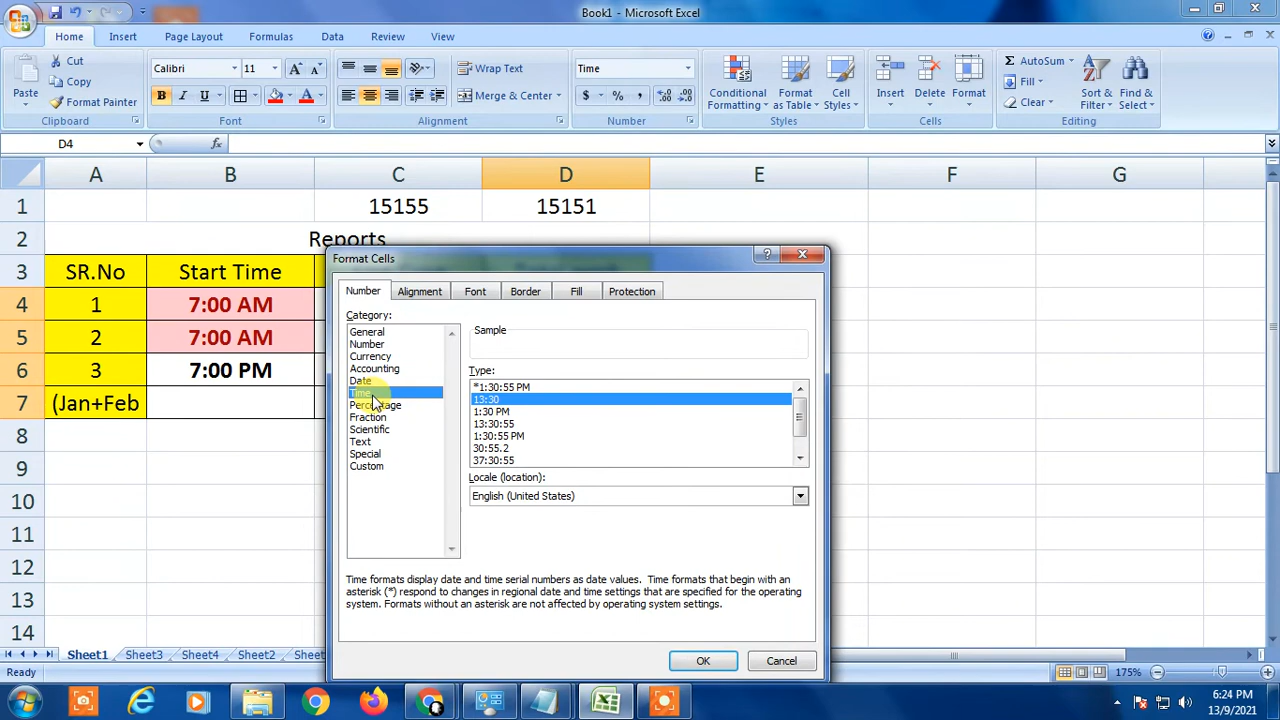 Book1 - Microsoft Excel
Home Insert Page Layout Formulas Data Review View
Paste
Cut
Copy
Format Painter
Clipboard
Calibri 11
B I U
Font
Wrap Text
Merge & Center
Alignment
Time
$ % ,
Number
Conditional Formatting
Format as Table
Cell Styles
Styles
Insert Delete Format
Cells
Σ AutoSum
Fill
Clear
Sort & Filter
Find & Select
Editing
D4
fx
A B C D E F G
1 15155 15151
2 Reports
3 SR.No Start Time
4 1 7:00 AM
5 2 7:00 AM
6 3 7:00 PM
7 (Jan+Feb
8
9
10
11
12
13
14
Format Cells
Number Alignment Font Border Fill Protection
Category:
General
Number
Currency
Accounting
Date
Time
Percentage
Fraction
Scientific
Text
Special
Custom
Sample
Type:
*1:30:55 PM
13:30
1:30 PM
13:30:55
1:30:55 PM
30:55.2
37:30:55
Locale (location):
English (United States)
Time formats display date and time serial numbers as date values. Time formats that begin with an
asterisk (*) respond to changes in regional date and time settings that are specified for the operating
system. Formats without an asterisk are not affected by operating system settings.
OK Cancel
Sheet1 Sheet3 Sheet4 Sheet2 Sheet
Ready 175%
6:24 PM
13/9/2021